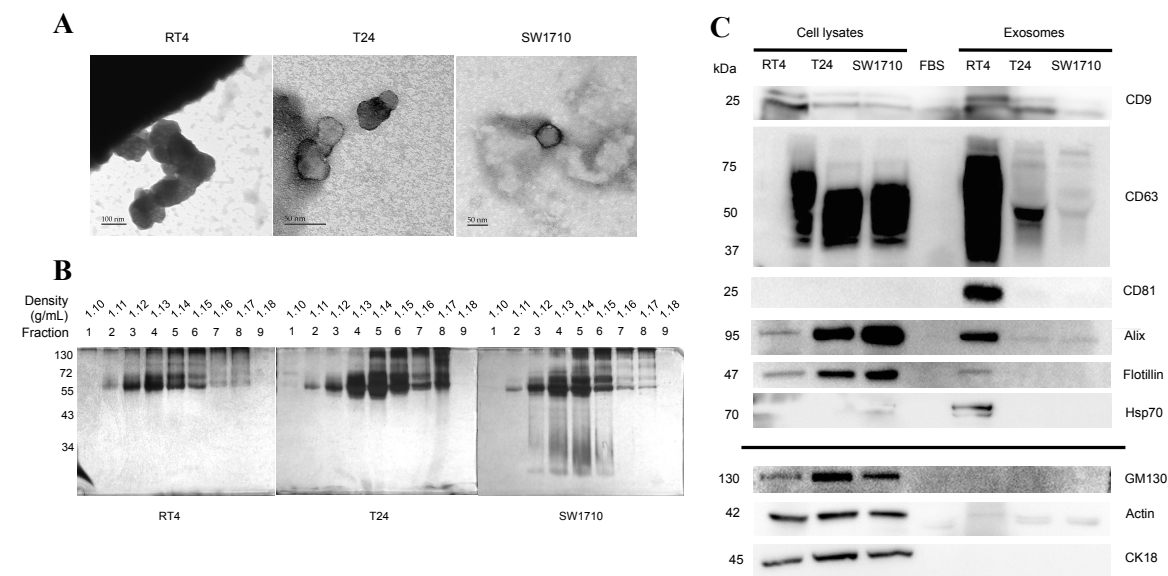 A
RT4
T24
SW1710
100 nm
50 nm
50 nm
B
Density
(g/mL)
1.10 1.11 1.12 1.13 1.14 1.15 1.16 1.17 1.18
1.10 1.11 1.12 1.13 1.14 1.15 1.16 1.17 1.18
1.10 1.11 1.12 1.13 1.14 1.15 1.16 1.17 1.18
Fraction
1 2 3 4 5 6 7 8 9
1 2 3 4 5 6 7 8 9
1 2 3 4 5 6 7 8 9
130
72
55
43
34
RT4
T24
SW1710
C
Cell lysates
Exosomes
kDa
RT4 T24 SW1710 FBS RT4 T24 SW1710
25 CD9
75
50 CD63
37
25 CD81
95 Alix
47 Flotillin
70 Hsp70
130 GM130
42 Actin
45 CK18